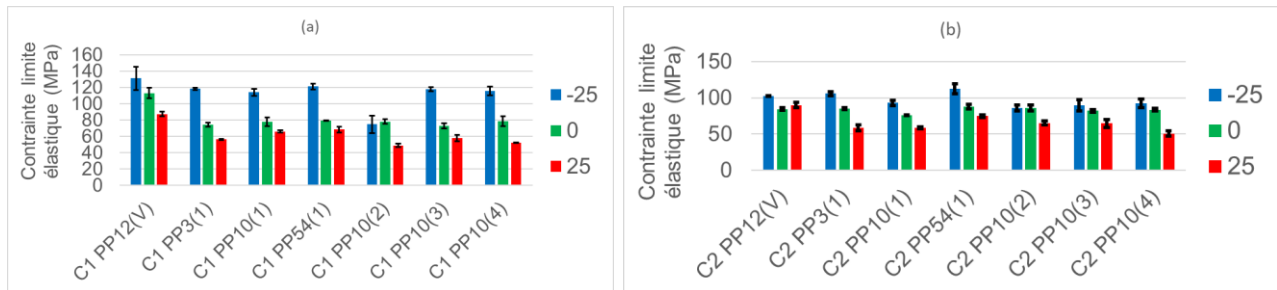 (a)
Contrainte limite
élastique (MPa)
160
140
120
100
80
60
40
20
0
C1 PP12(V)
C1 PP3(1)
C1 PP10(1)
C1 PP54(1)
C1 PP10(2)
C1 PP10(3)
C1 PP10(4)
-25
0
25
(b)
Contrainte limite
élastique (MPa)
150
100
50
0
C2 PP12(V)
C2 PP3(1)
C2 PP10(1)
C2 PP54(1)
C2 PP10(2)
C2 PP10(3)
C2 PP10(4)
-25
0
25